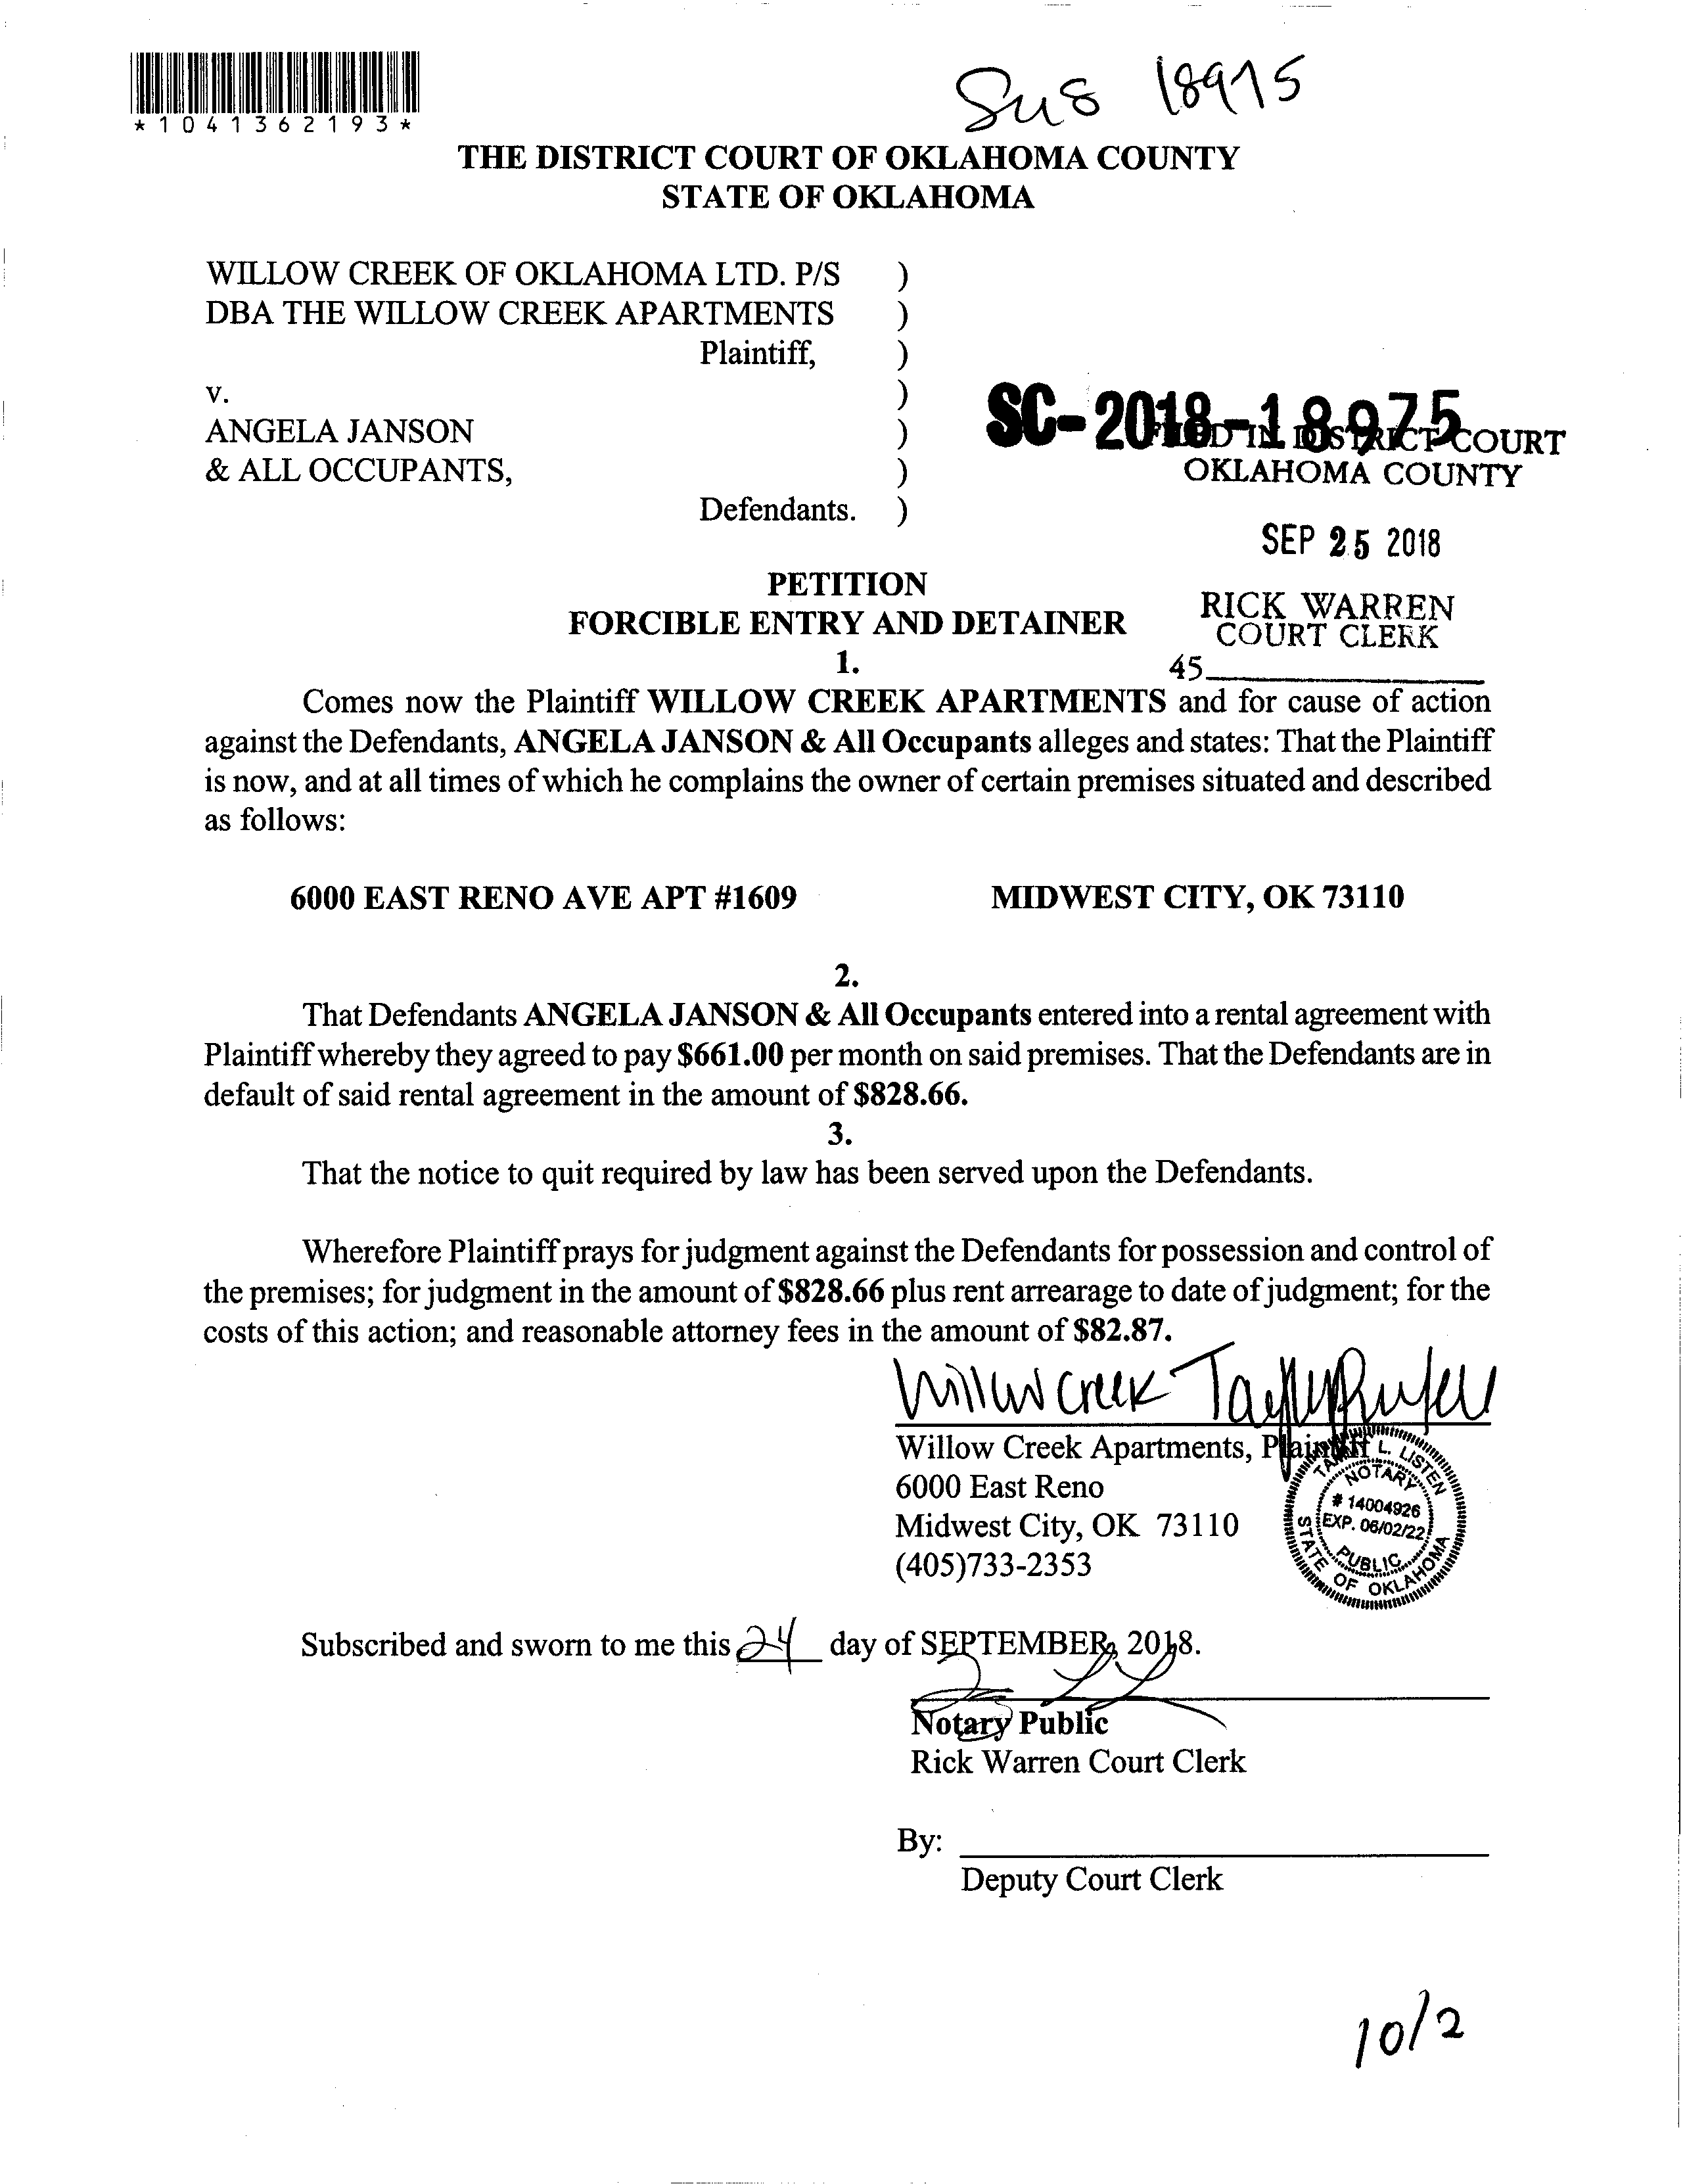 Sus 18975
*1041362193*
THE DISTRICT COURT OF OKLAHOMA COUNTY
STATE OF OKLAHOMA
WILLOW CREEK OF OKLAHOMA LTD. P/S )
DBA THE WILLOW CREEK APARTMENTS )
Plaintiff, )
v. )
ANGELA JANSON )
& ALL OCCUPANTS, )
Defendants. )
SC-2018-18975
FILED IN DISTRICT COURT
OKLAHOMA COUNTY
SEP 25 2018
RICK WARREN
COURT CLERK
45
PETITION
FORCIBLE ENTRY AND DETAINER
1.
Comes now the Plaintiff WILLOW CREEK APARTMENTS and for cause of action
against the Defendants, ANGELA JANSON & All Occupants alleges and states: That the Plaintiff
is now, and at all times of which he complains the owner of certain premises situated and described
as follows:
6000 EAST RENO AVE APT #1609 MIDWEST CITY, OK 73110
2.
That Defendants ANGELA JANSON & All Occupants entered into a rental agreement with
Plaintiff whereby they agreed to pay $661.00 per month on said premises. That the Defendants are in
default of said rental agreement in the amount of $828.66.
3.
That the notice to quit required by law has been served upon the Defendants.
Wherefore Plaintiff prays for judgment against the Defendants for possession and control of
the premises; for judgment in the amount of $828.66 plus rent arrearage to date of judgment; for the
costs of this action; and reasonable attorney fees in the amount of $82.87.
Willow Creek
Willow Creek Apartments, Plaintiff
6000 East Reno
Midwest City, OK 73110
(405)733-2353
L. LISTEN
NOTARY
# 14004926
EXP. 06/02/22
PUBLIC
STATE OF OKLAHOMA
Subscribed and sworn to me this 24 day of SEPTEMBER, 2018.
Notary Public
Rick Warren Court Clerk
By:
Deputy Court Clerk
10/2